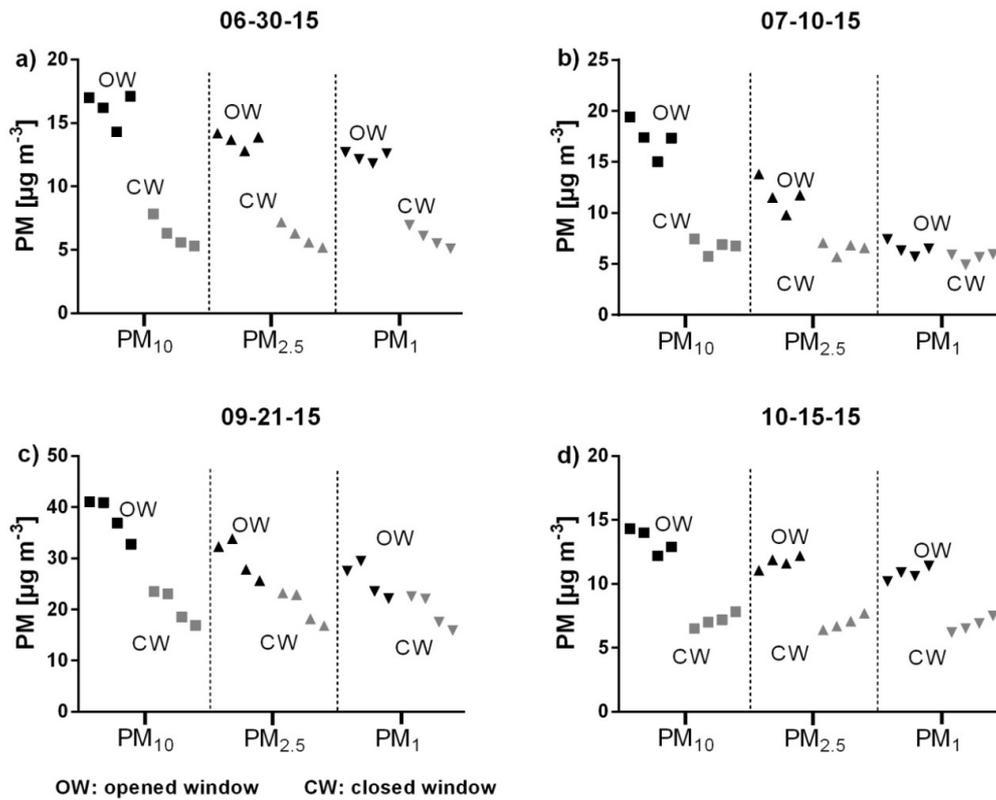 06-30-15
a)
PM [µg m⁻³]
20
15
10
5
0
OW
CW
OW
CW
OW
CW
PM₁₀ PM₂.₅ PM₁
07-10-15
b)
PM [µg m⁻³]
25
20
15
10
5
0
OW
CW
OW
CW
OW
CW
PM₁₀ PM₂.₅ PM₁
09-21-15
c)
PM [µg m⁻³]
50
40
30
20
10
0
OW
CW
OW
CW
OW
CW
PM₁₀ PM₂.₅ PM₁
10-15-15
d)
PM [µg m⁻³]
20
15
10
5
0
OW
CW
OW
CW
OW
CW
PM₁₀ PM₂.₅ PM₁
OW: opened window CW: closed window